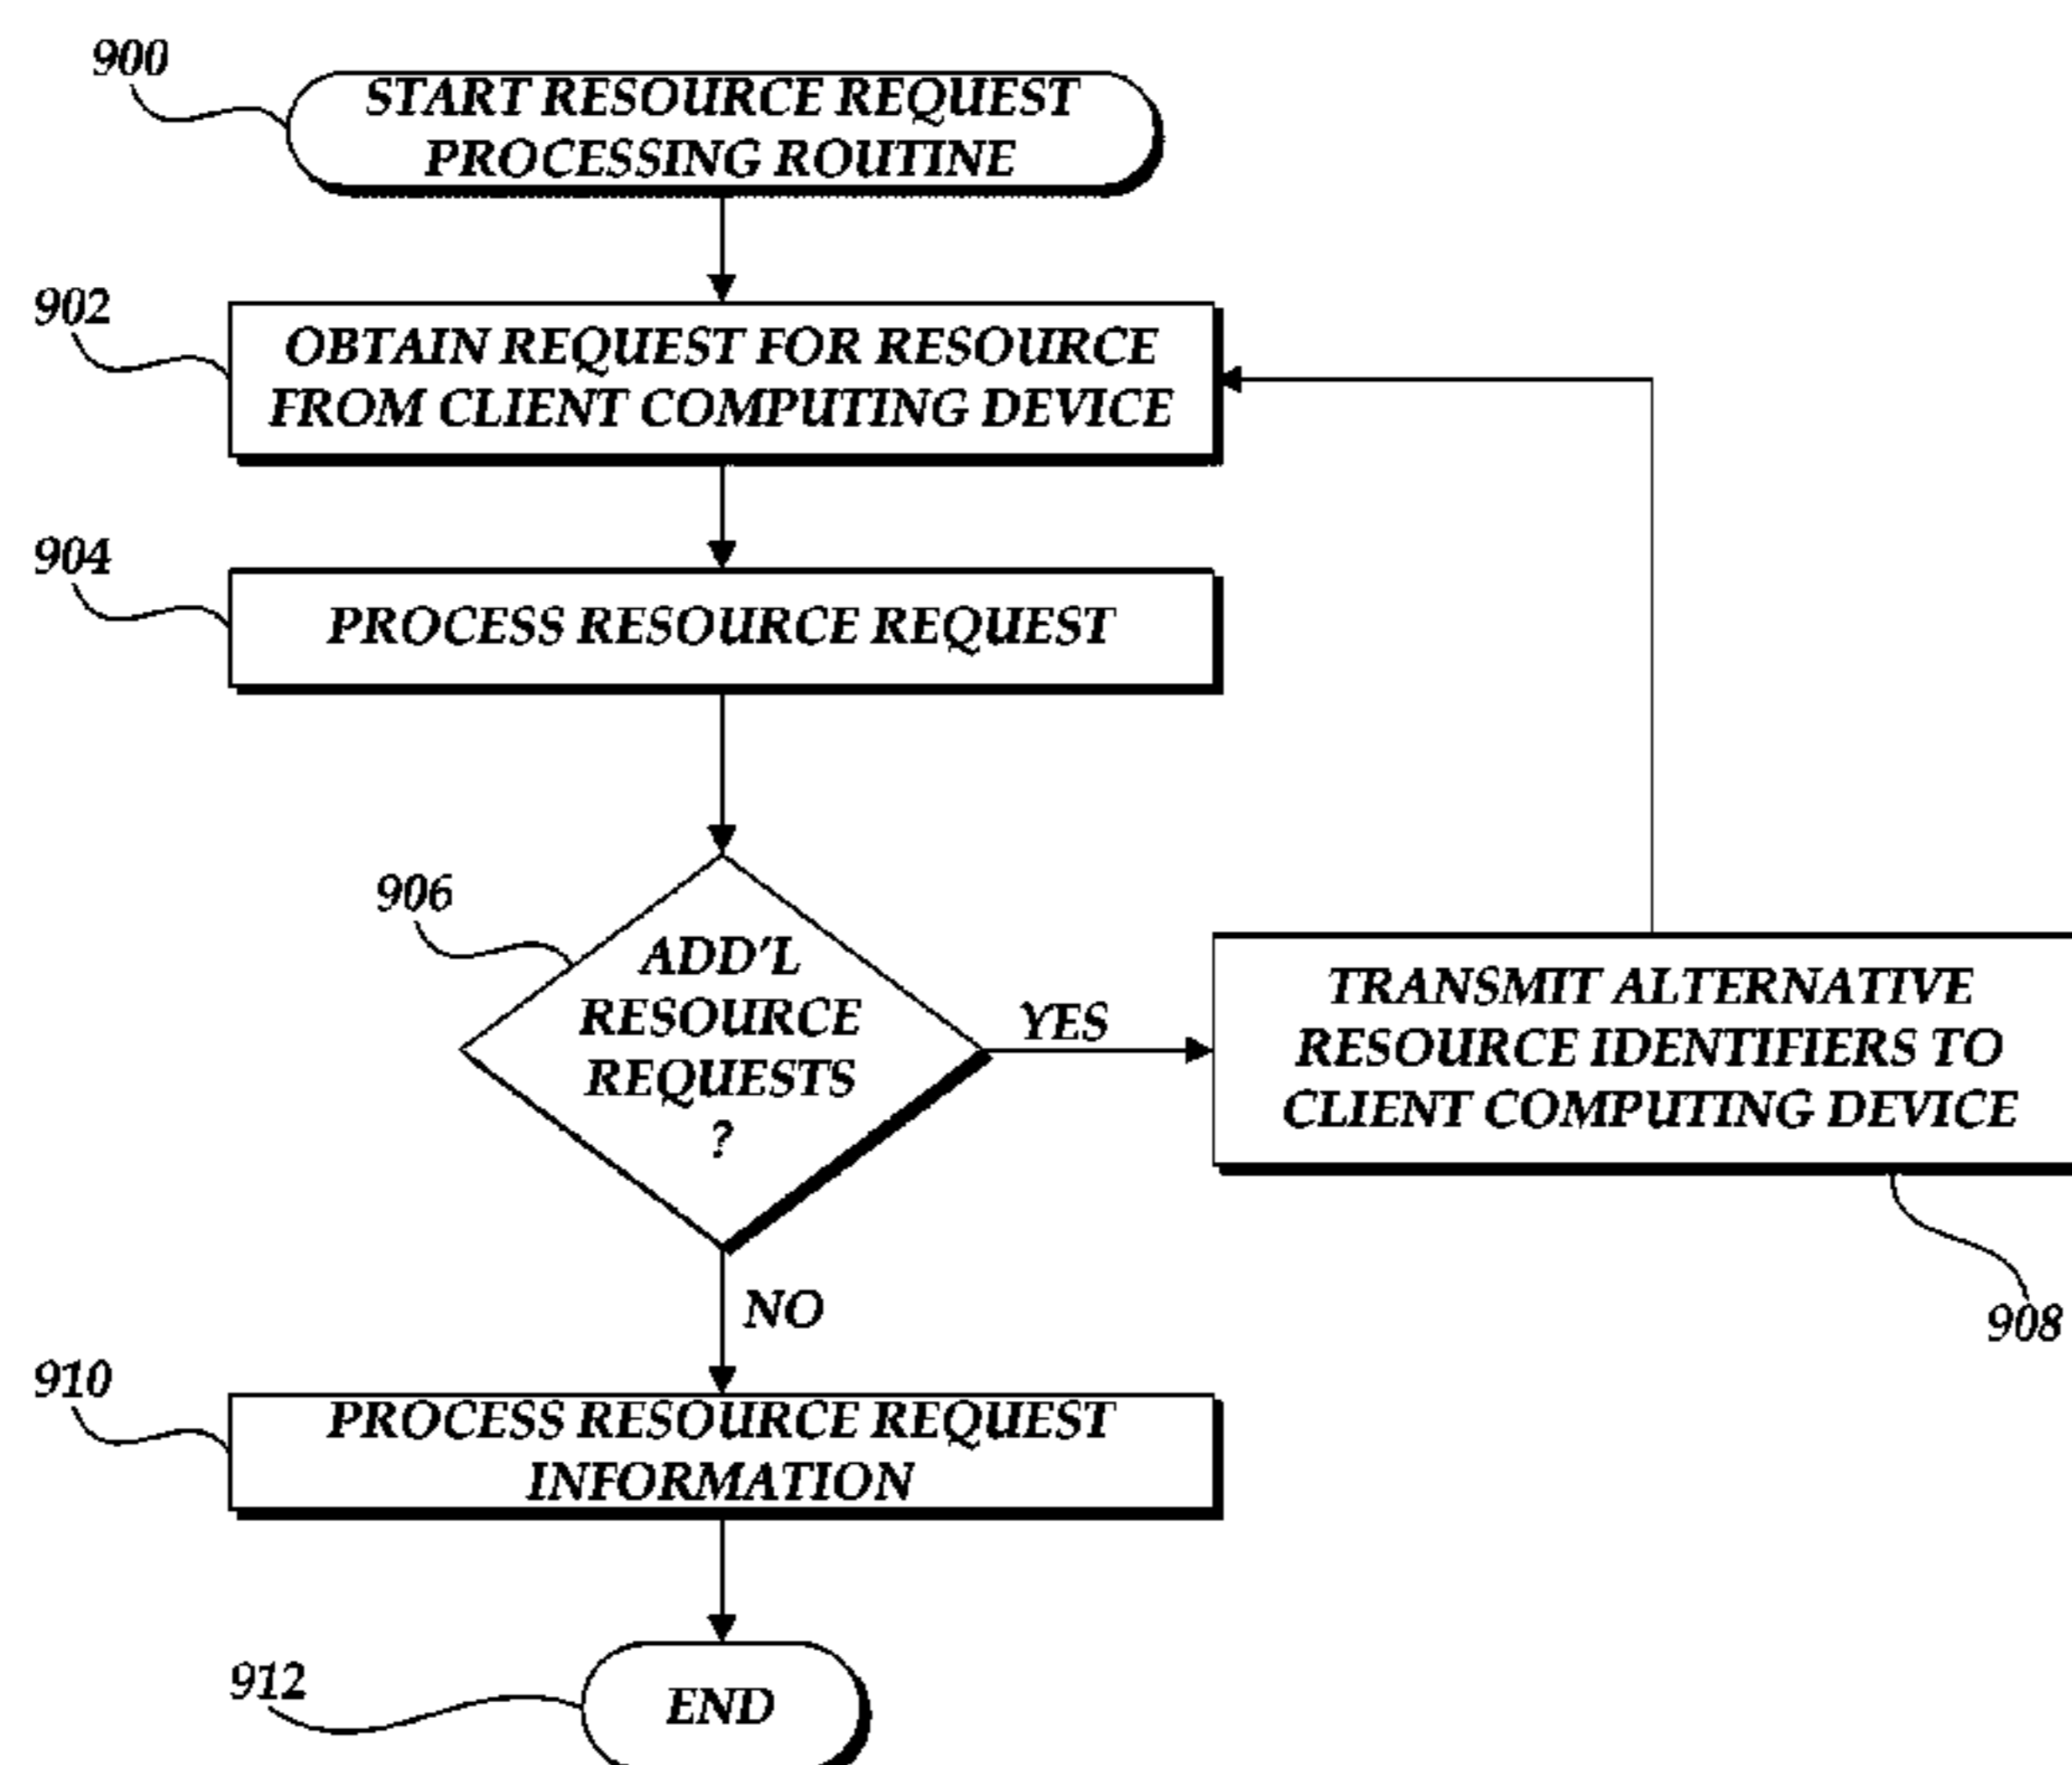 900
START RESOURCE REQUEST
PROCESSING ROUTINE
902
OBTAIN REQUEST FOR RESOURCE
FROM CLIENT COMPUTING DEVICE
904
PROCESS RESOURCE REQUEST
906
ADD'L
RESOURCE
REQUESTS
?
YES
TRANSMIT ALTERNATIVE
RESOURCE IDENTIFIERS TO
CLIENT COMPUTING DEVICE
908
NO
910
PROCESS RESOURCE REQUEST
INFORMATION
912
END